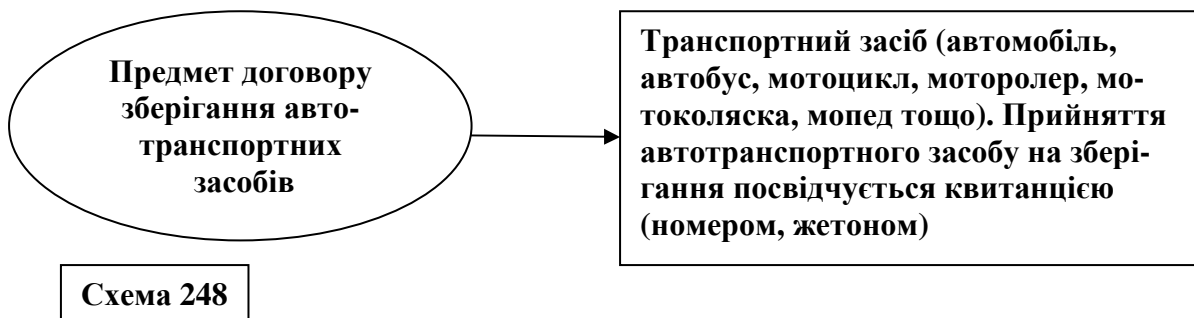 Предмет договору
зберігання авто-
транспортних
засобів
Транспортний засіб (автомобіль,
автобус, мотоцикл, моторолер, мо-
токоляска, мопед тощо). Прийняття
автотранспортного засобу на збері-
гання посвідчується квитанцією
(номером, жетоном)
Схема 248